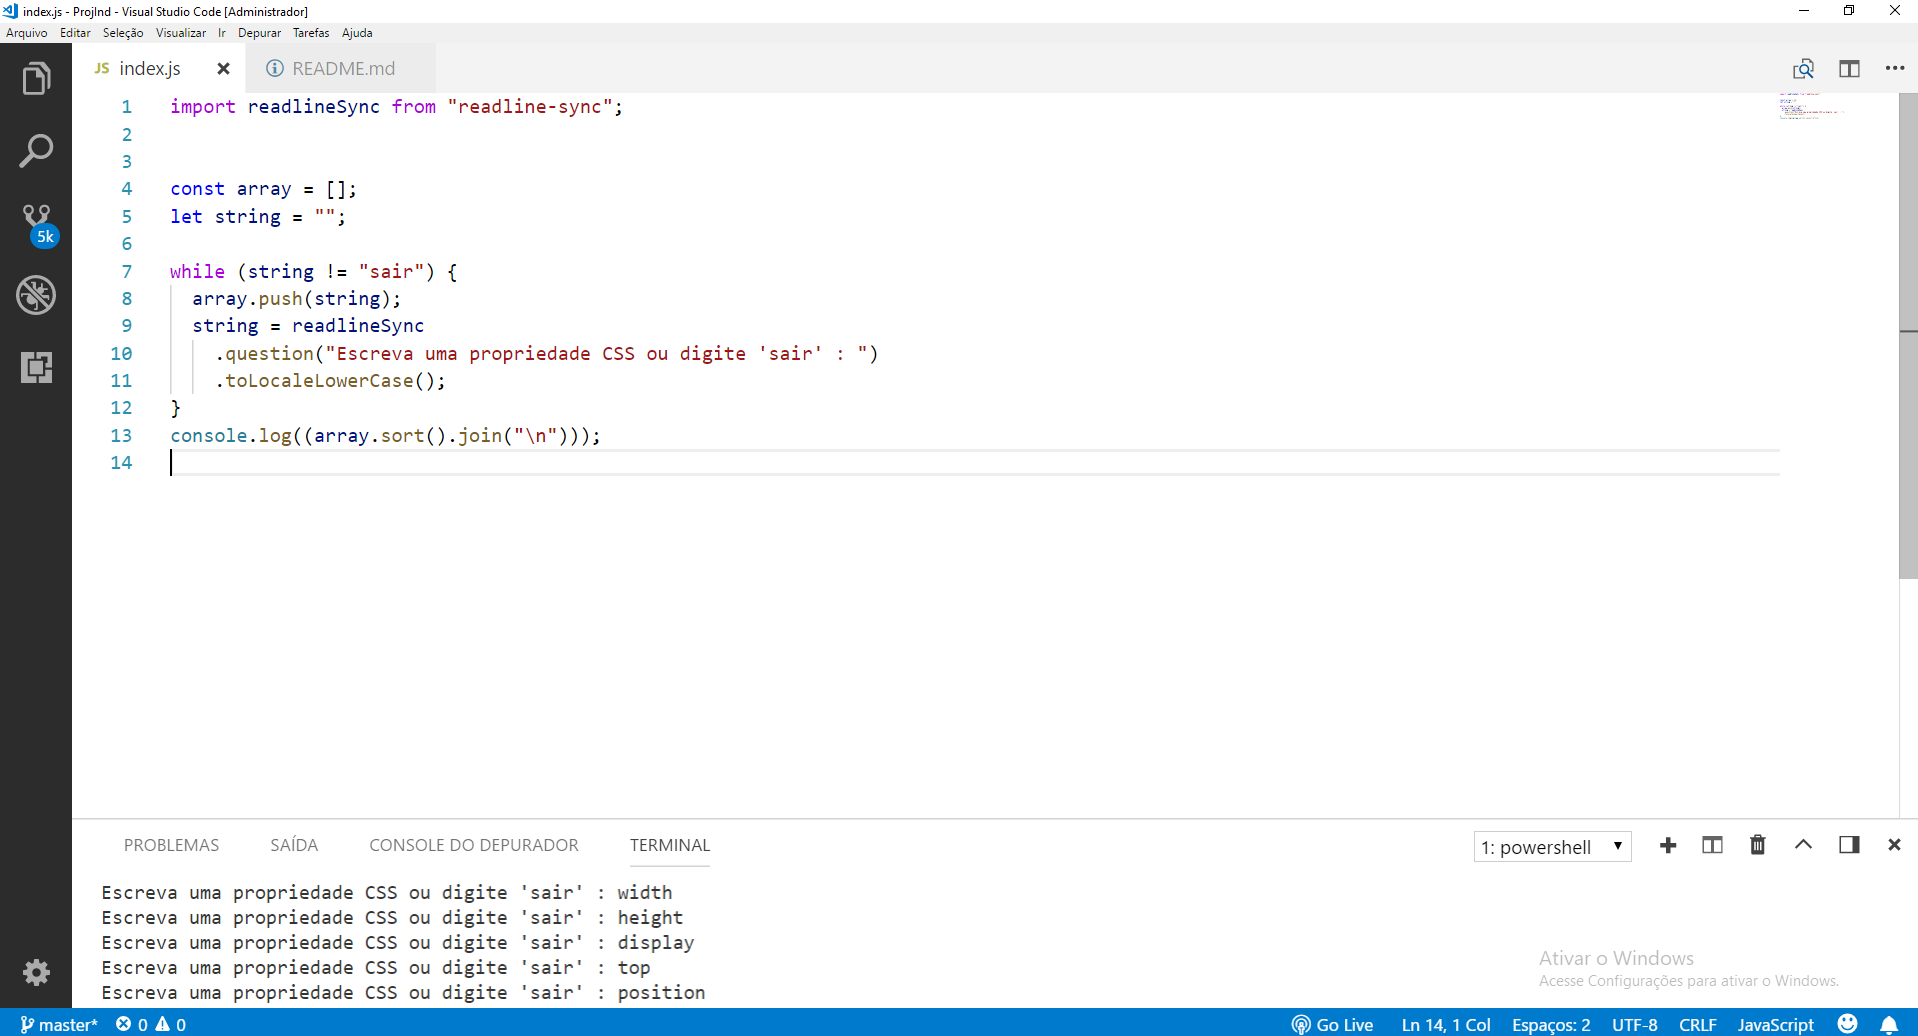 index.js - ProjInd - Visual Studio Code [Administrador]
Arquivo Editar Seleção Visualizar Ir Depurar Tarefas Ajuda
JS index.js README.md
1 import readlineSync from "readline-sync";
2
3
4 const array = [];
5 let string = "";
6
7 while (string != "sair") {
8 array.push(string);
9 string = readlineSync
10 .question("Escreva uma propriedade CSS ou digite 'sair' : ")
11 .toLocaleLowerCase();
12 }
13 console.log((array.sort().join("\n")));
14
5k
PROBLEMAS SAÍDA CONSOLE DO DEPURADOR TERMINAL 1: powershell
Escreva uma propriedade CSS ou digite 'sair' : width
Escreva uma propriedade CSS ou digite 'sair' : height
Escreva uma propriedade CSS ou digite 'sair' : display
Escreva uma propriedade CSS ou digite 'sair' : top
Escreva uma propriedade CSS ou digite 'sair' : position
Ativar o Windows
Acesse Configurações para ativar o Windows.
master* 0 0 Go Live Ln 14, 1 Col Espaços: 2 UTF-8 CRLF JavaScript